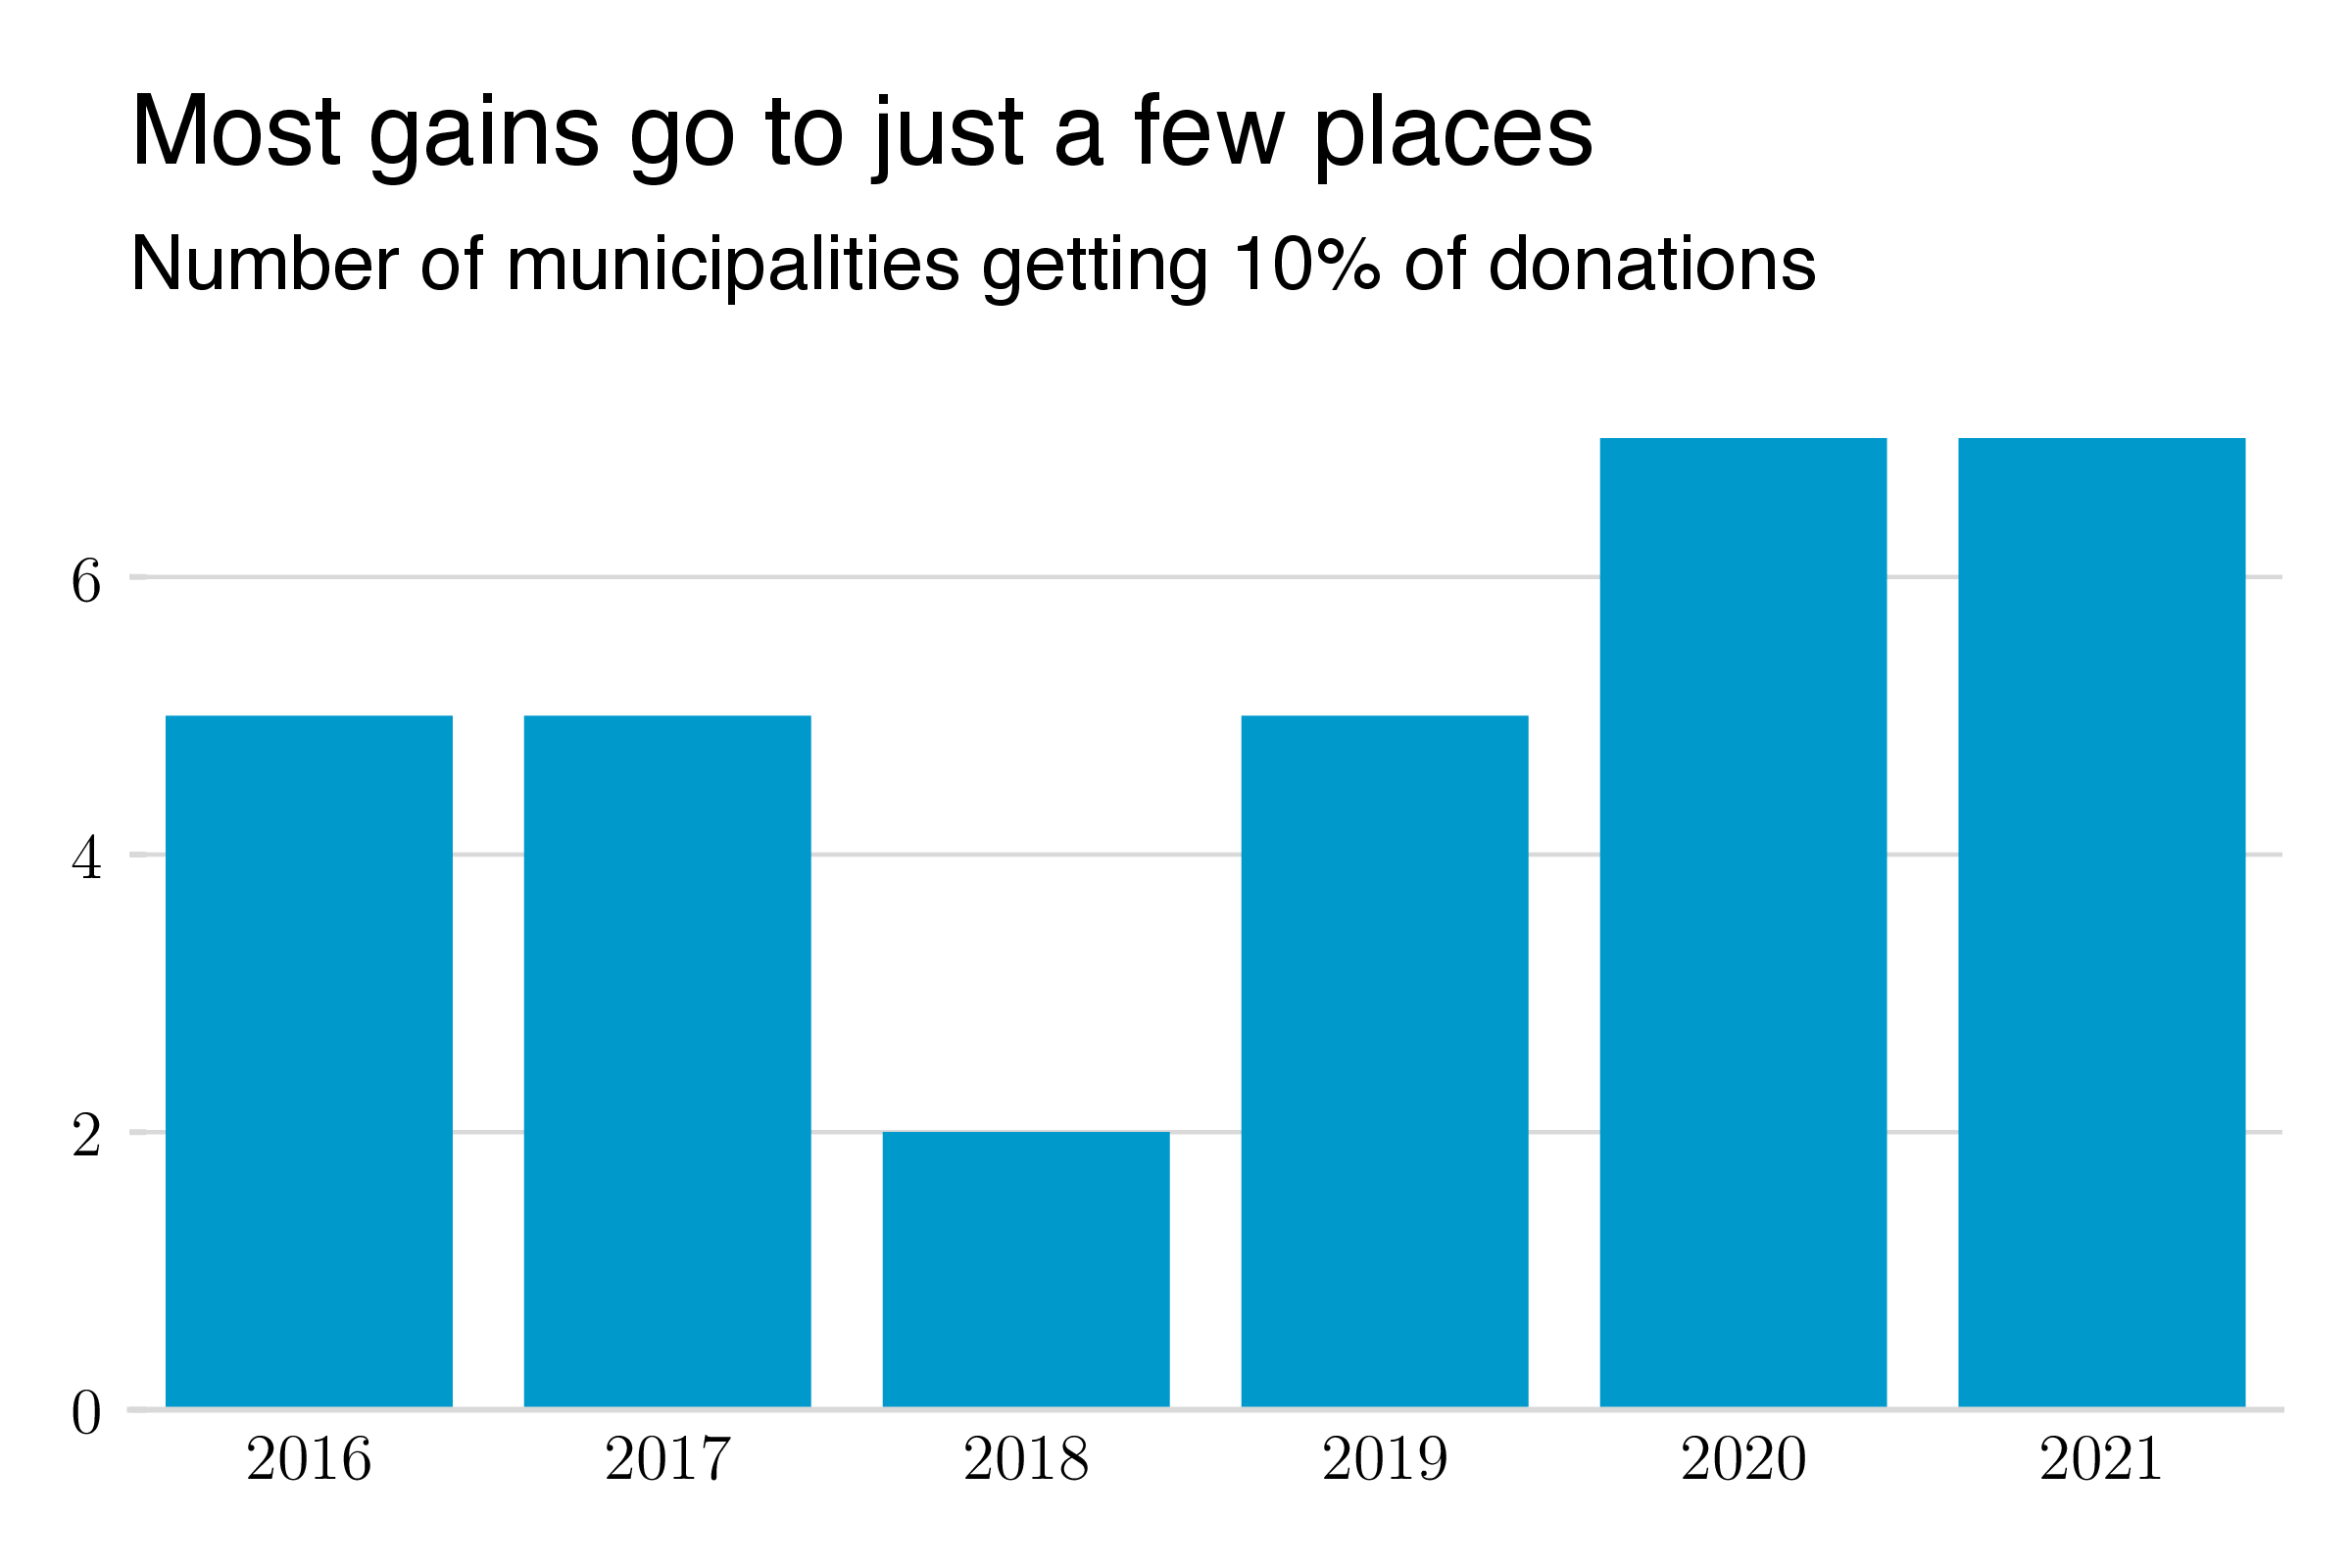 Most gains go to just a few places
Number of municipalities getting 10% of donations
6
4
2
0
2016 2017 2018 2019 2020 2021